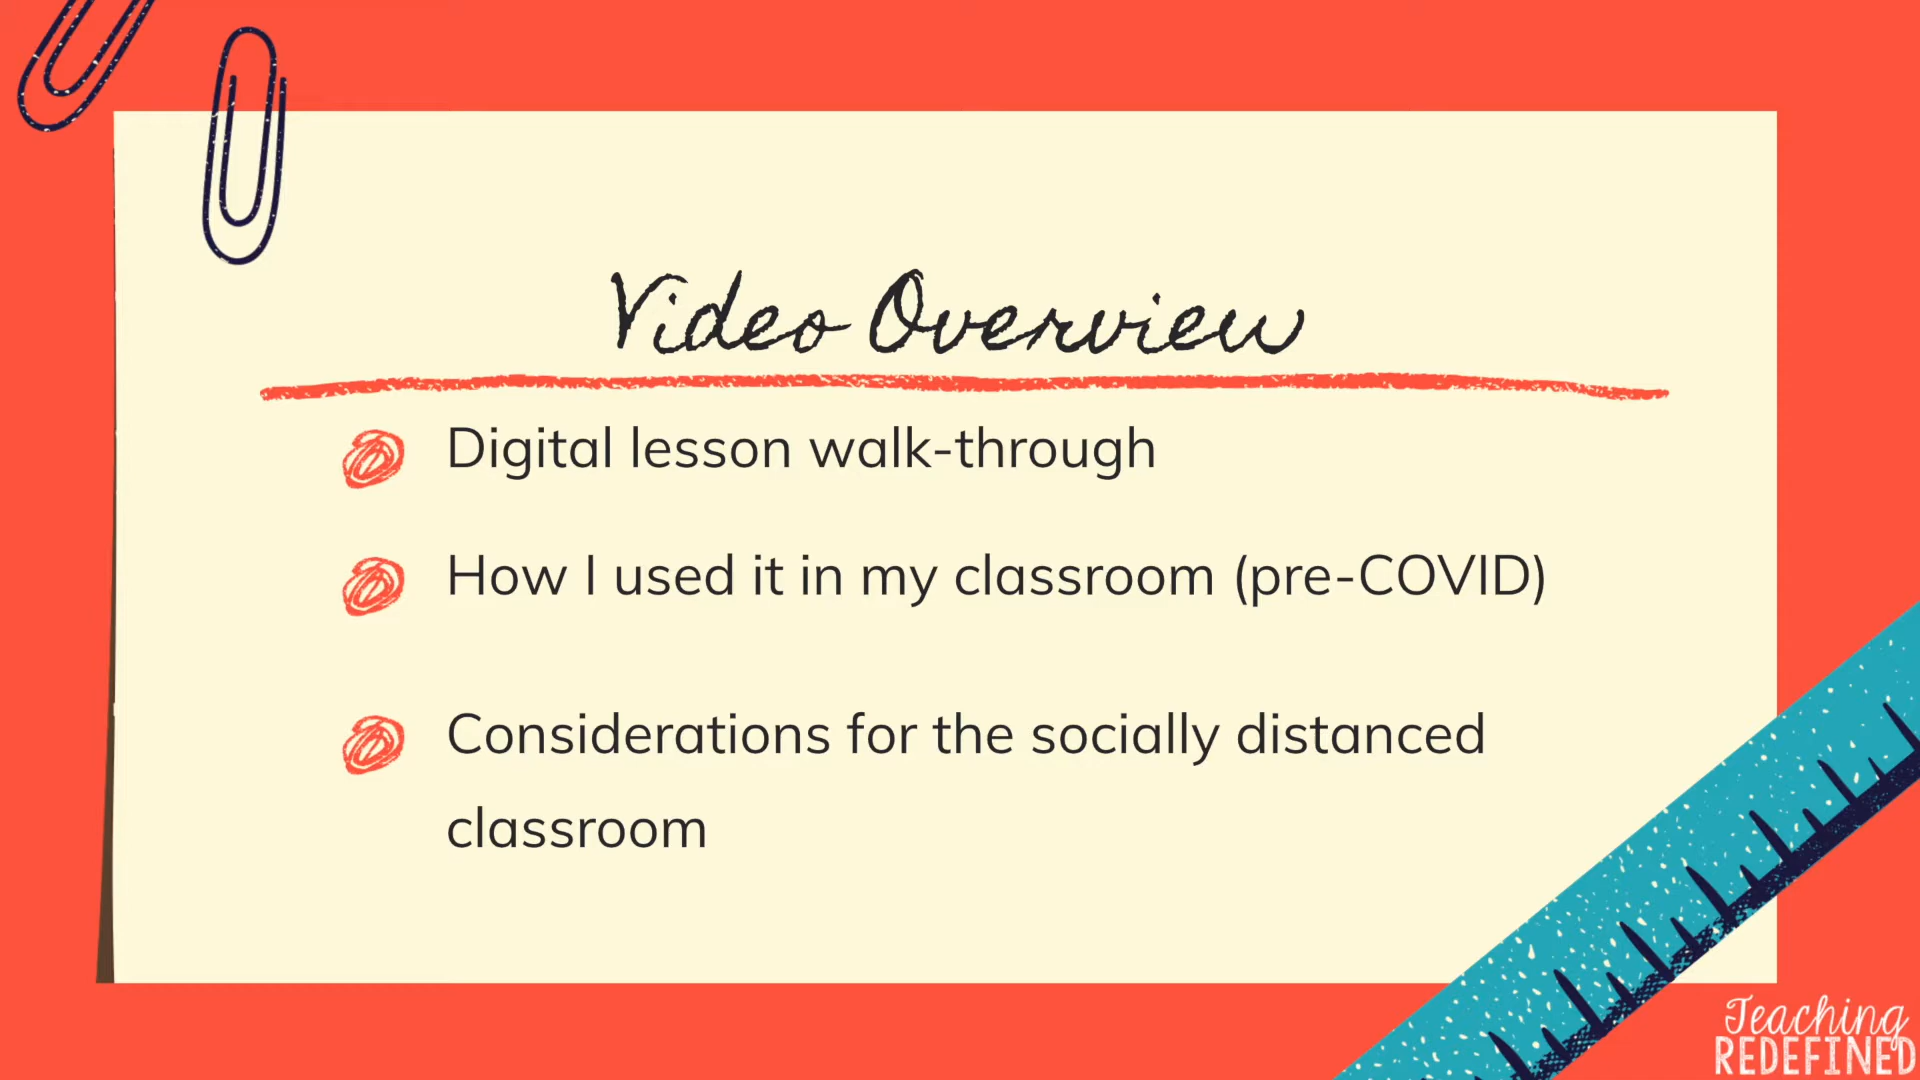 Video Overview
Digital lesson walk-through
How I used it in my classroom (pre-COVID)
Considerations for the socially distanced
classroom
Teaching
REDEFINED